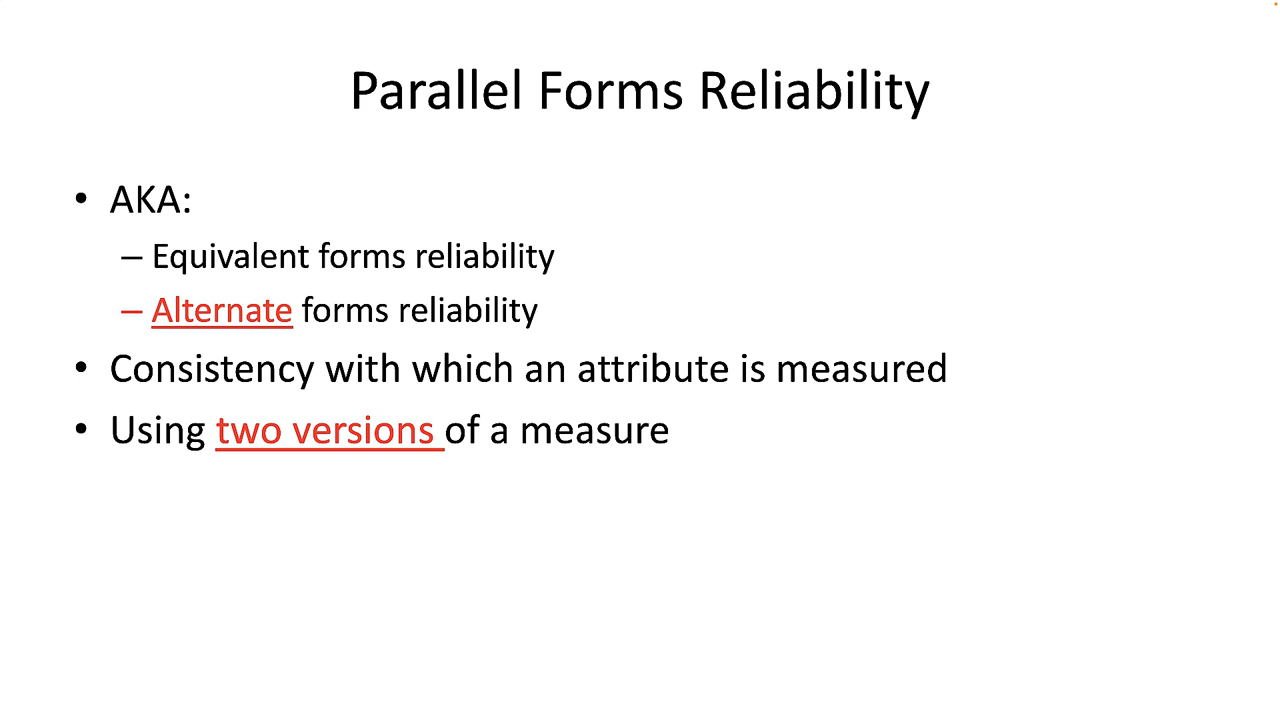 Parallel Forms Reliability
• AKA:
– Equivalent forms reliability
– Alternate forms reliability
• Consistency with which an attribute is measured
• Using two versions of a measure